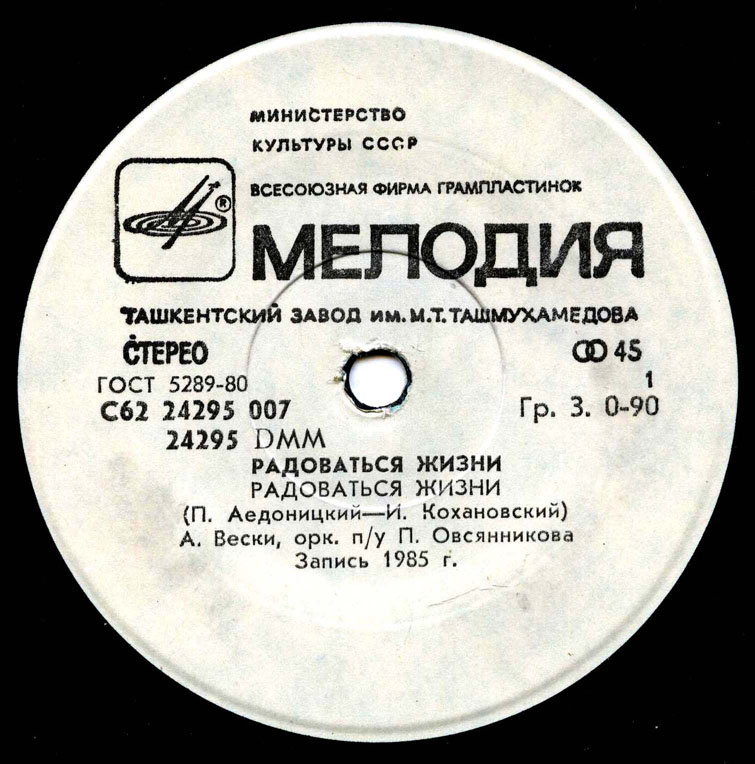 МИНИСТЕРСТВО
КУЛЬТУРЫ СССР
ВСЕСОЮЗНАЯ ФИРМА ГРАМПЛАСТИНОК
®
МЕЛОДИЯ
ТАШКЕНТСКИЙ ЗАВОД им. М.Т. ТАШМУХАМЕДОВА
СТЕРЕО 45
ГОСТ 5289-80 1
С62 24295 007 Гр. 3. 0-90
24295 DMM
РАДОВАТЬСЯ ЖИЗНИ
РАДОВАТЬСЯ ЖИЗНИ
(П. Аедоницкий—И. Кохановский)
А. Вески, орк. п/у П. Овсянникова
Запись 1985 г.